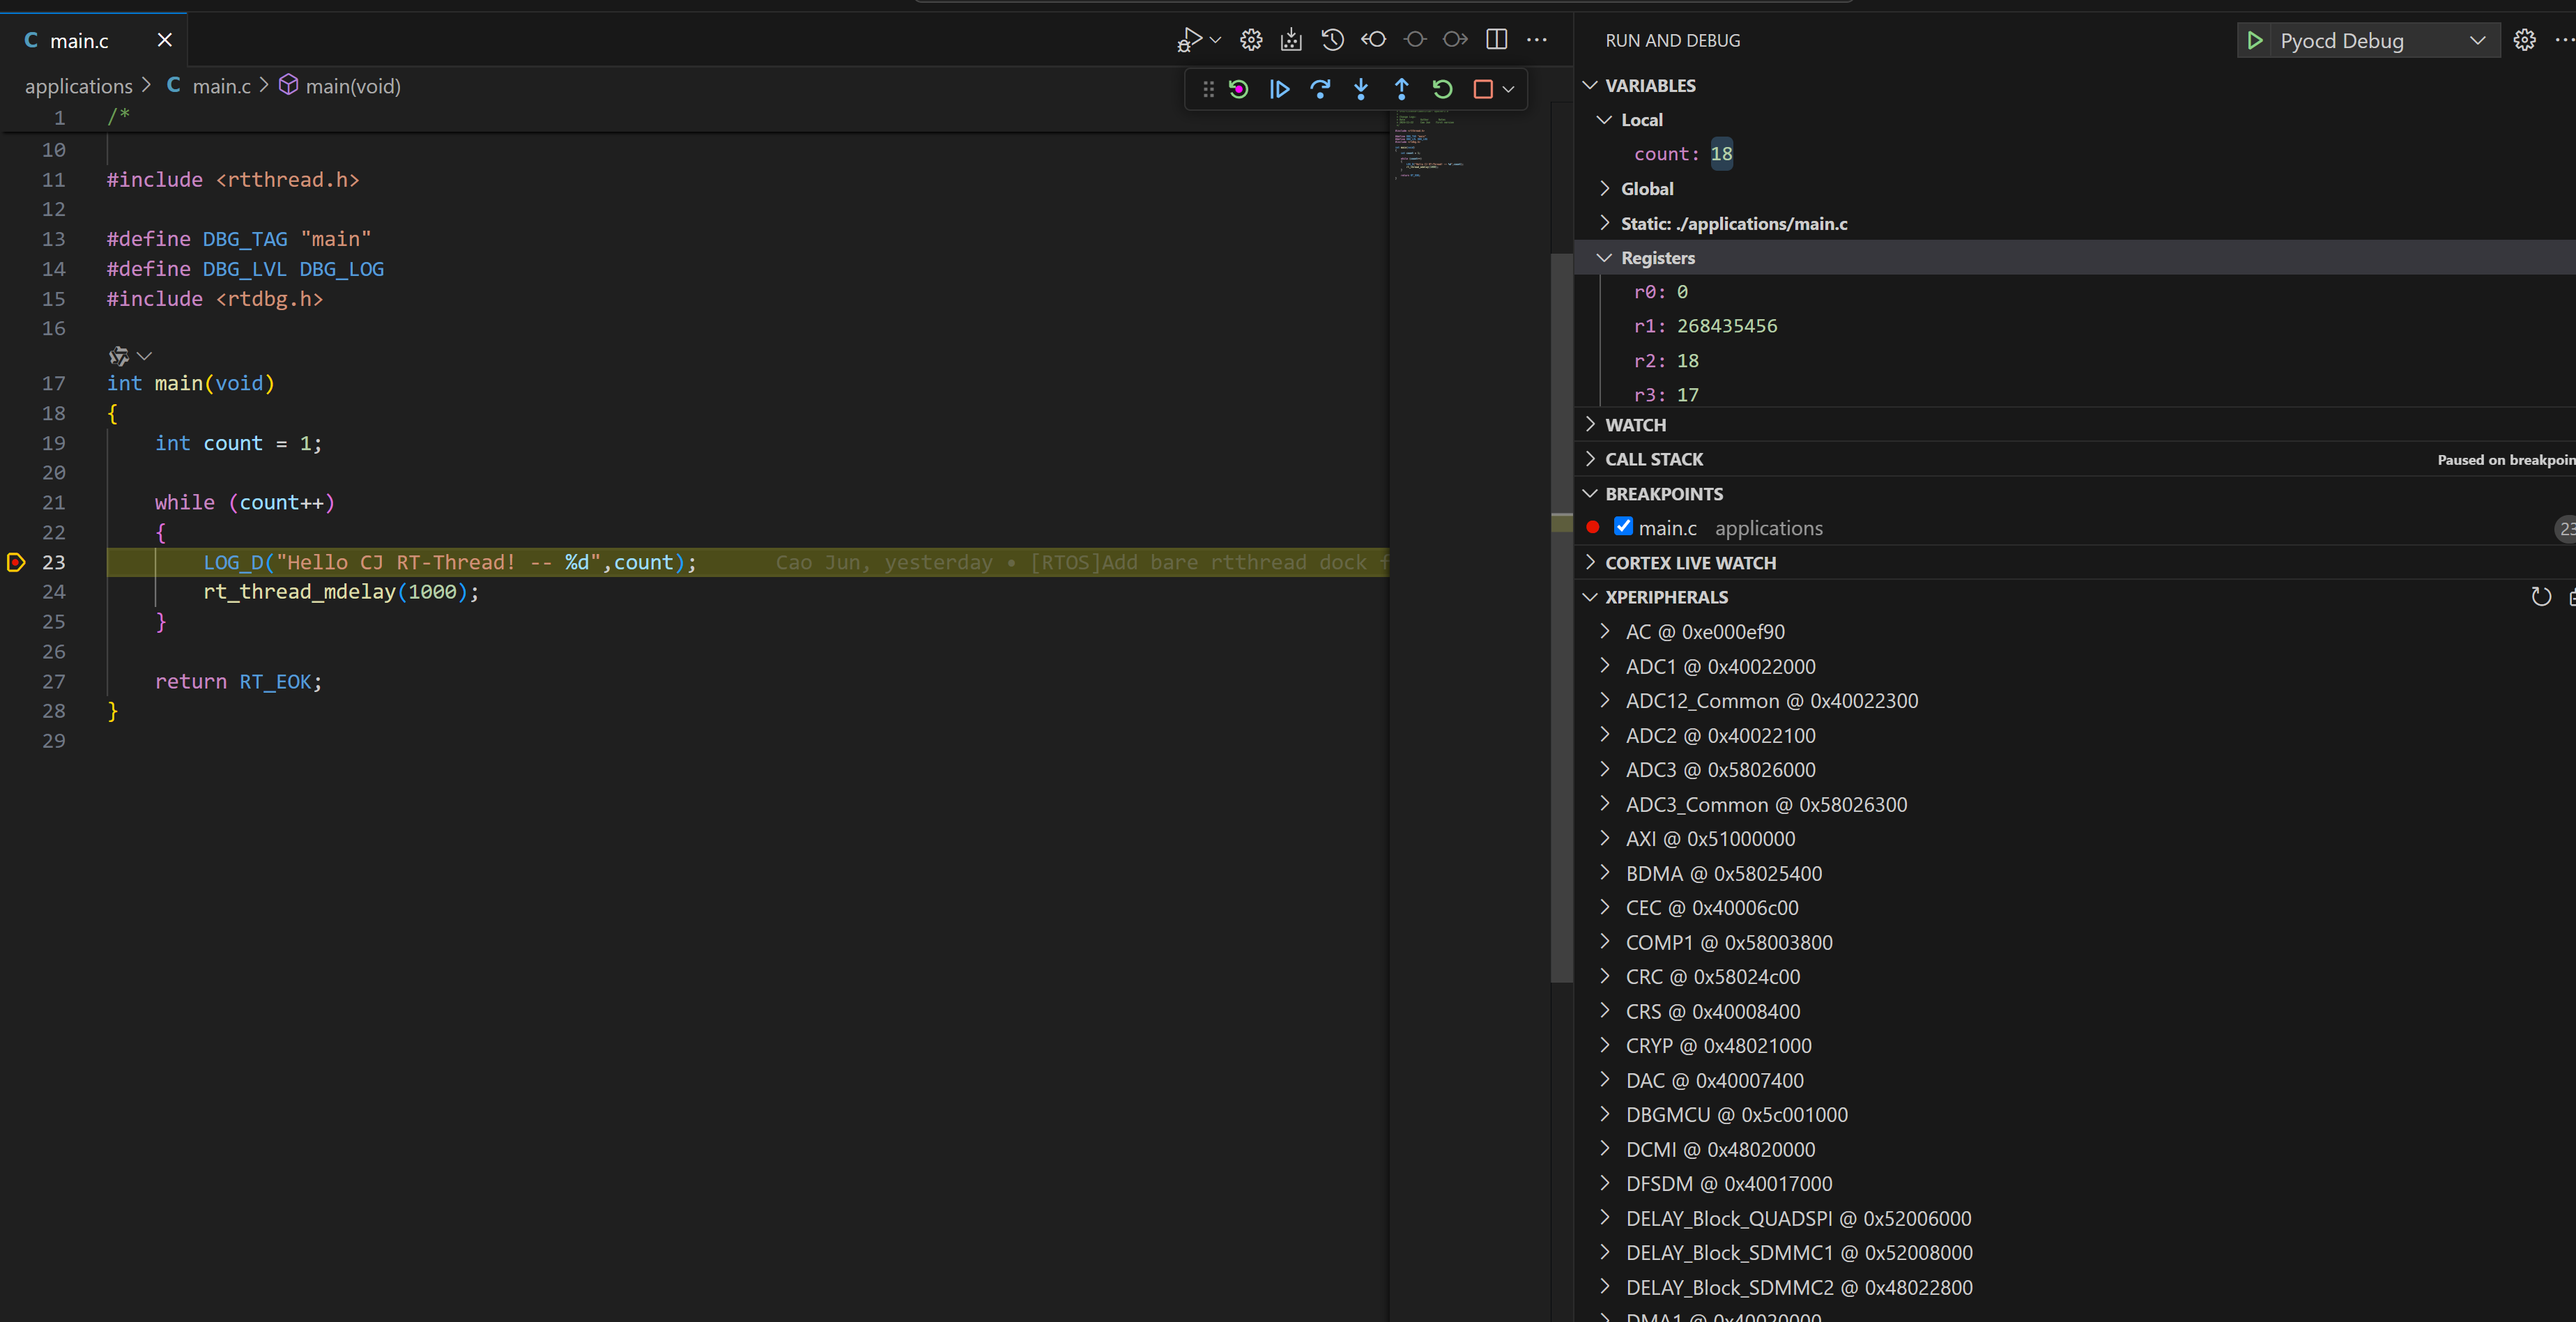 C main.c
applications > C main.c > main(void)
1 /*
10
11 #include <rtthread.h>
12
13 #define DBG_TAG "main"
14 #define DBG_LVL DBG_LOG
15 #include <rtdbg.h>
16
17 int main(void)
18 {
19 int count = 1;
20
21 while (count++)
22 {
23 LOG_D("Hello CJ RT-Thread! -- %d",count); Cao Jun, yesterday • [RTOS]Add bare rtthread dock
24 rt_thread_mdelay(1000);
25 }
26
27 return RT_EOK;
28 }
29
RUN AND DEBUG
Pyocd Debug
VARIABLES
Local
count: 18
Global
Static: ./applications/main.c
Registers
r0: 0
r1: 268435456
r2: 18
r3: 17
WATCH
CALL STACK
Paused on breakpoin
BREAKPOINTS
main.c applications
23
CORTEX LIVE WATCH
XPERIPHERALS
AC @ 0xe000ef90
ADC1 @ 0x40022000
ADC12_Common @ 0x40022300
ADC2 @ 0x40022100
ADC3 @ 0x58026000
ADC3_Common @ 0x58026300
AXI @ 0x51000000
BDMA @ 0x58025400
CEC @ 0x40006c00
COMP1 @ 0x58003800
CRC @ 0x58024c00
CRS @ 0x40008400
CRYP @ 0x48021000
DAC @ 0x40007400
DBGMCU @ 0x5c001000
DCMI @ 0x48020000
DFSDM @ 0x40017000
DELAY_Block_QUADSPI @ 0x52006000
DELAY_Block_SDMMC1 @ 0x52008000
DELAY_Block_SDMMC2 @ 0x48022800
DMA1 @ 0x40020000